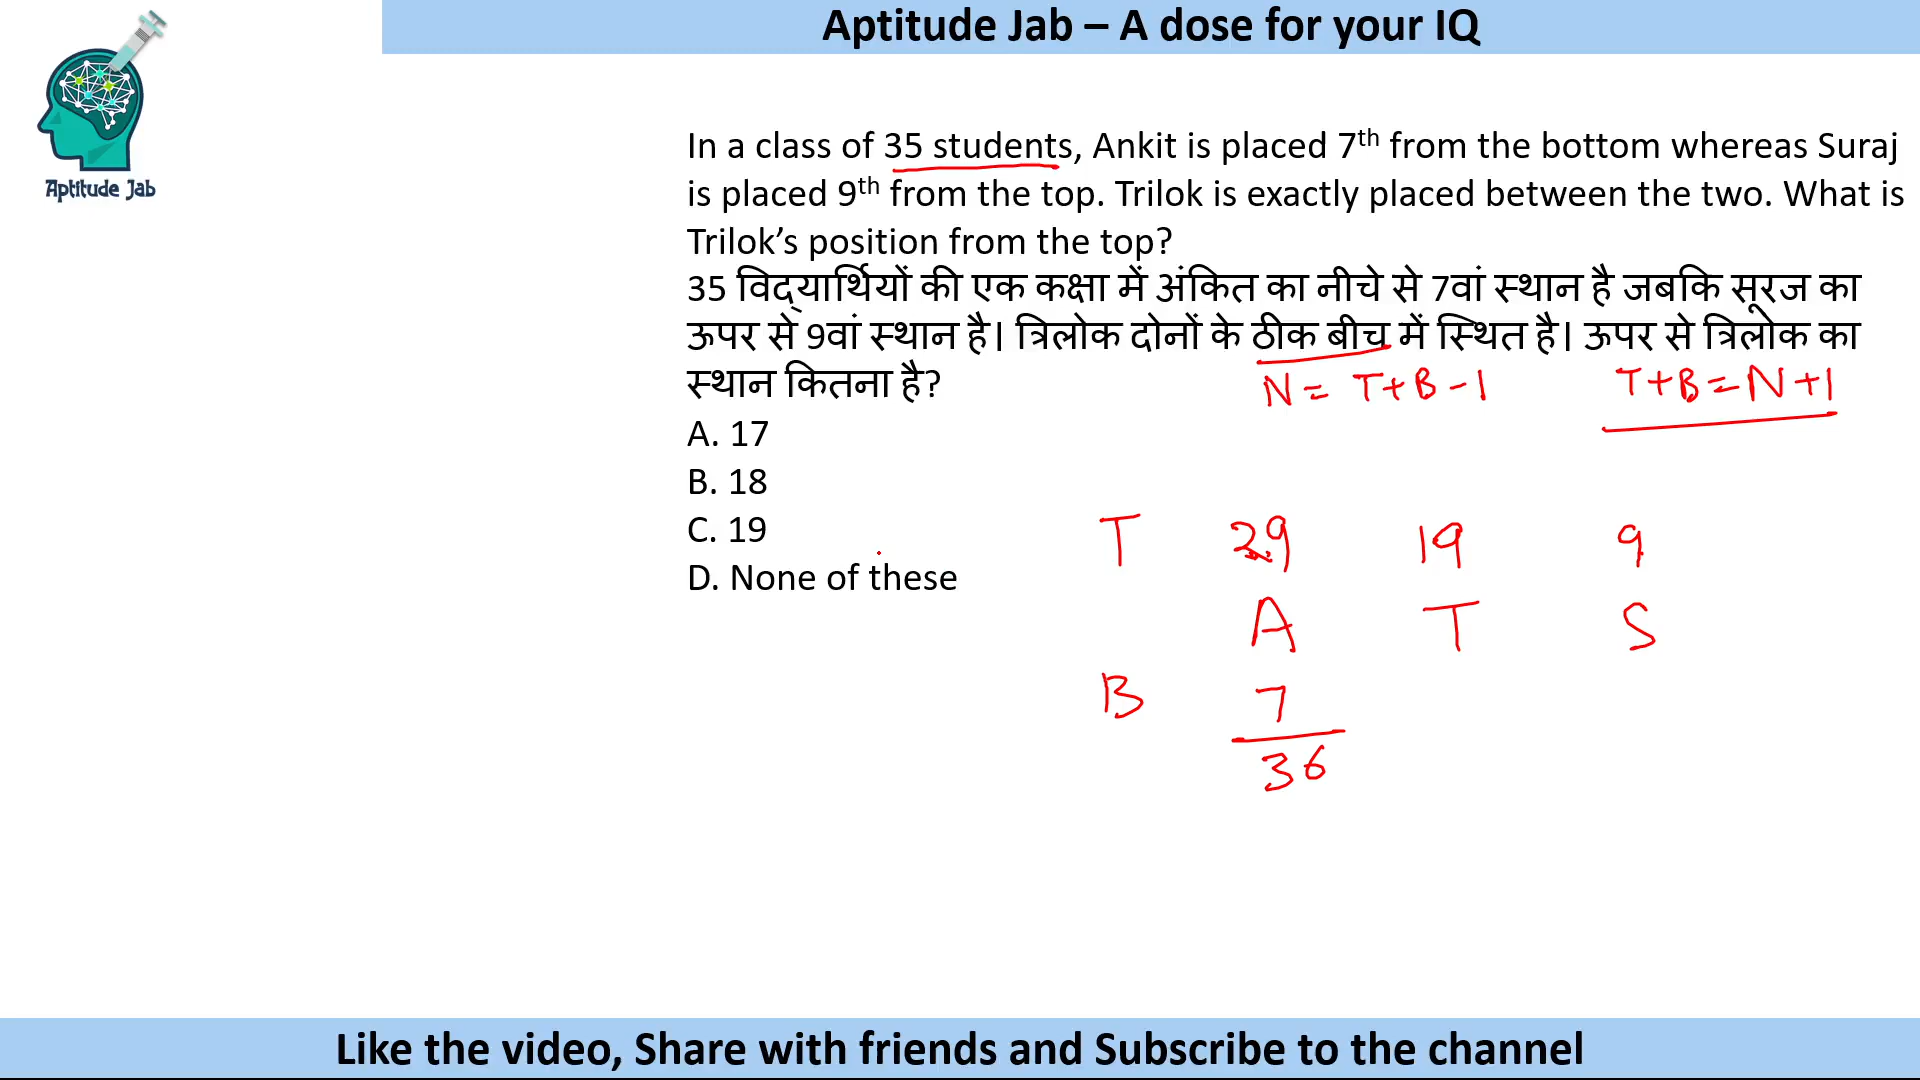 Aptitude Jab – A dose for your IQ
Aptitude Jab
In a class of 35 students, Ankit is placed 7th from the bottom whereas Suraj
is placed 9th from the top. Trilok is exactly placed between the two. What is
Trilok’s position from the top?
35 विद्यार्थियों की एक कक्षा में अंकित का नीचे से 7वां स्थान है जबकि सूरज का
ऊपर से 9वां स्थान है। त्रिलोक दोनों के ठीक बीच में स्थित है। ऊपर से त्रिलोक का
स्थान कितना है?
N = T+B-1 T+B=N+1
A. 17
B. 18
C. 19
D. None of these
T 29 19 9
A T S
B 7
36
Like the video, Share with friends and Subscribe to the channel